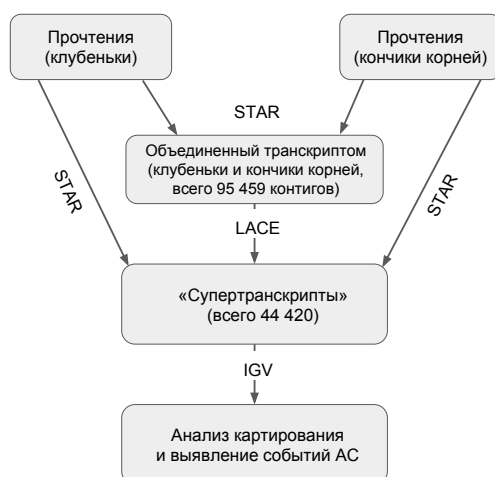 Прочтения
(клубеньки)
Прочтения
(кончики корней)
STAR
Объединенный транскриптом
(клубеньки и кончики корней,
всего 95 459 контигов)
STAR
STAR
LACE
«Супертранскрипты»
(всего 44 420)
IGV
Анализ картирования
и выявление событий АС